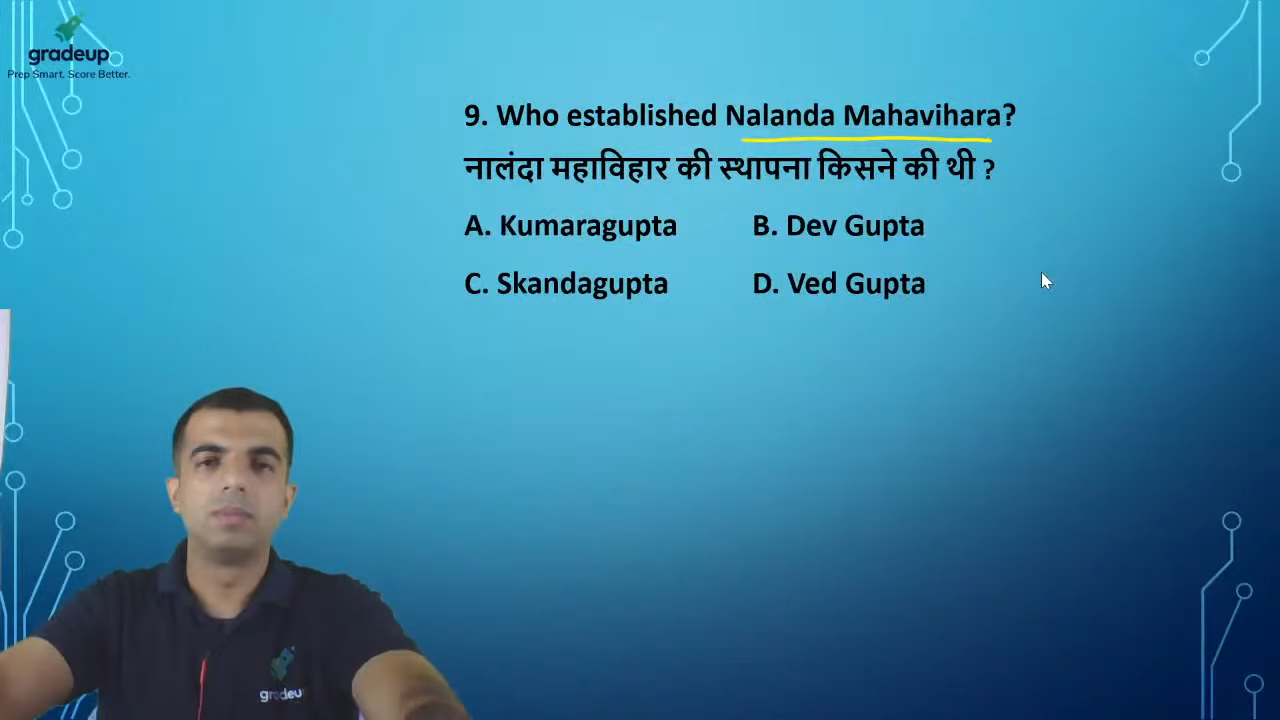 gradeup
Prep Smart. Score Better.
9. Who established Nalanda Mahavihara?
नालंदा महाविहार की स्थापना किसने की थी ?
A. Kumaragupta B. Dev Gupta
C. Skandagupta D. Ved Gupta
gradeup